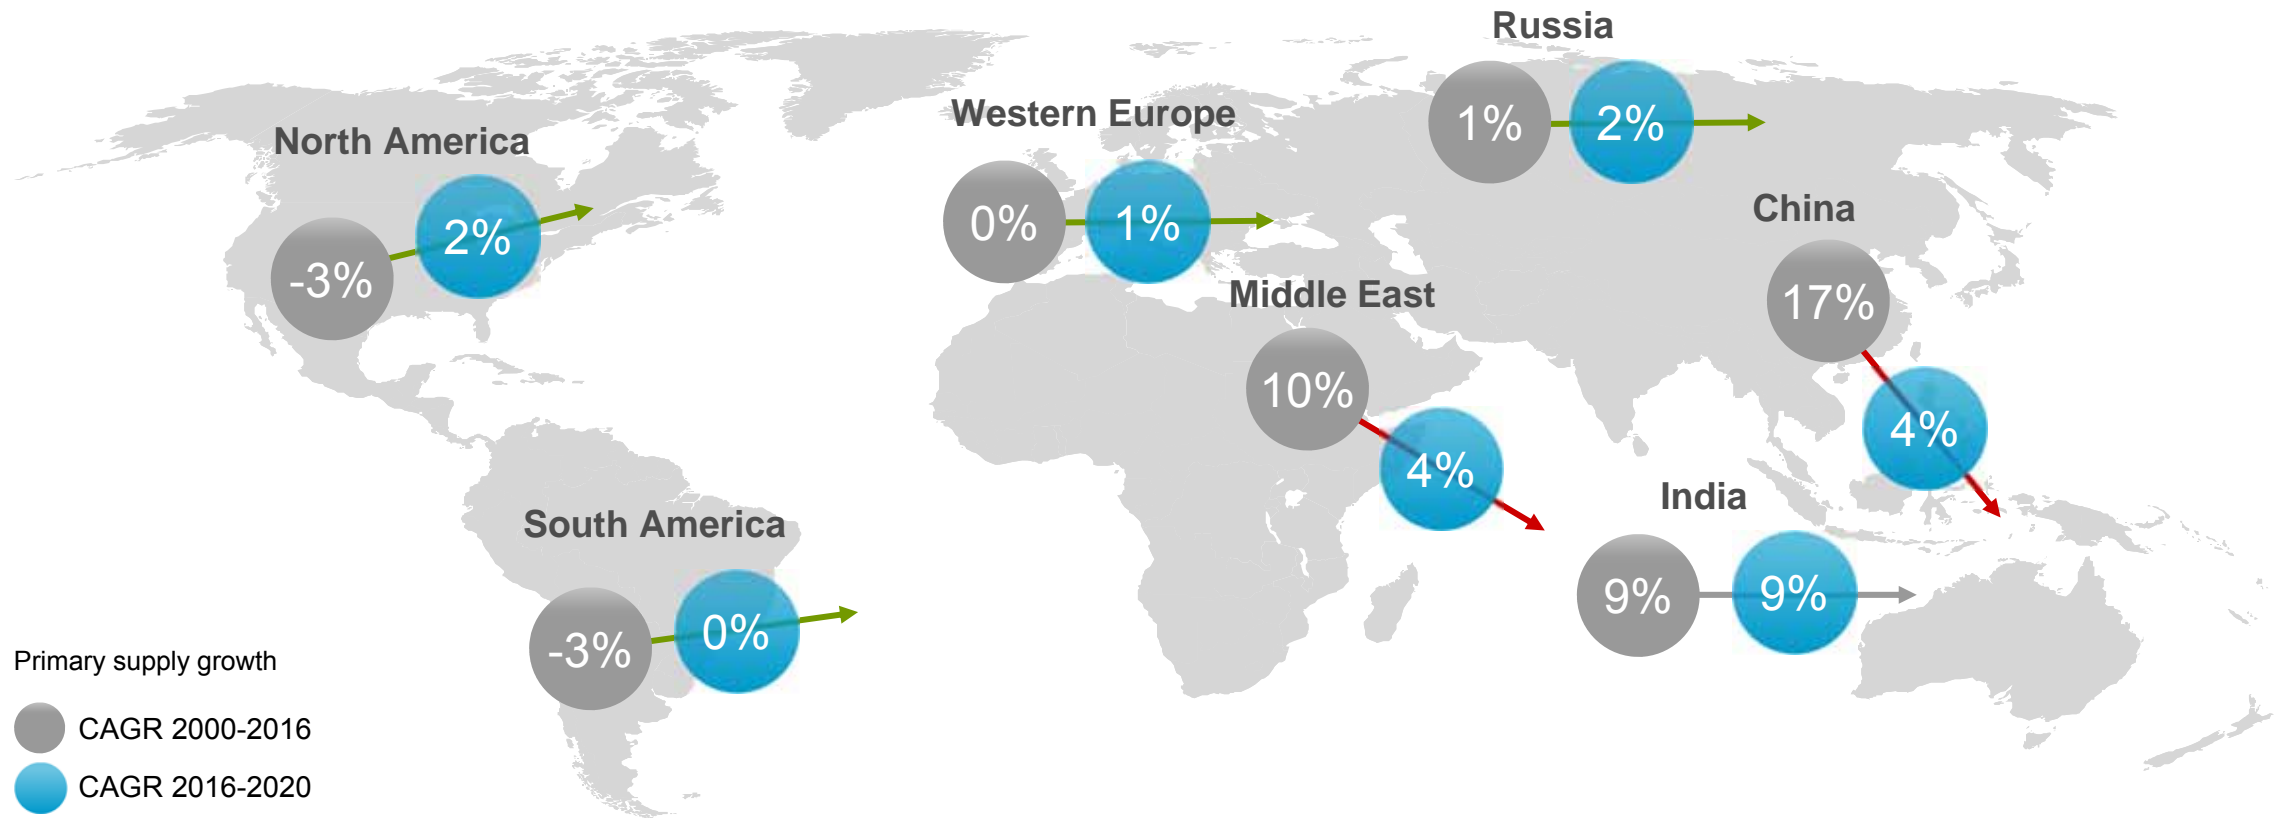 Russia
1% 2%
Western Europe
0% 1%
North America
-3% 2%
China
17%
4%
Middle East
10%
4%
India
9% 9%
South America
-3% 0%
Primary supply growth
CAGR 2000-2016
CAGR 2016-2020